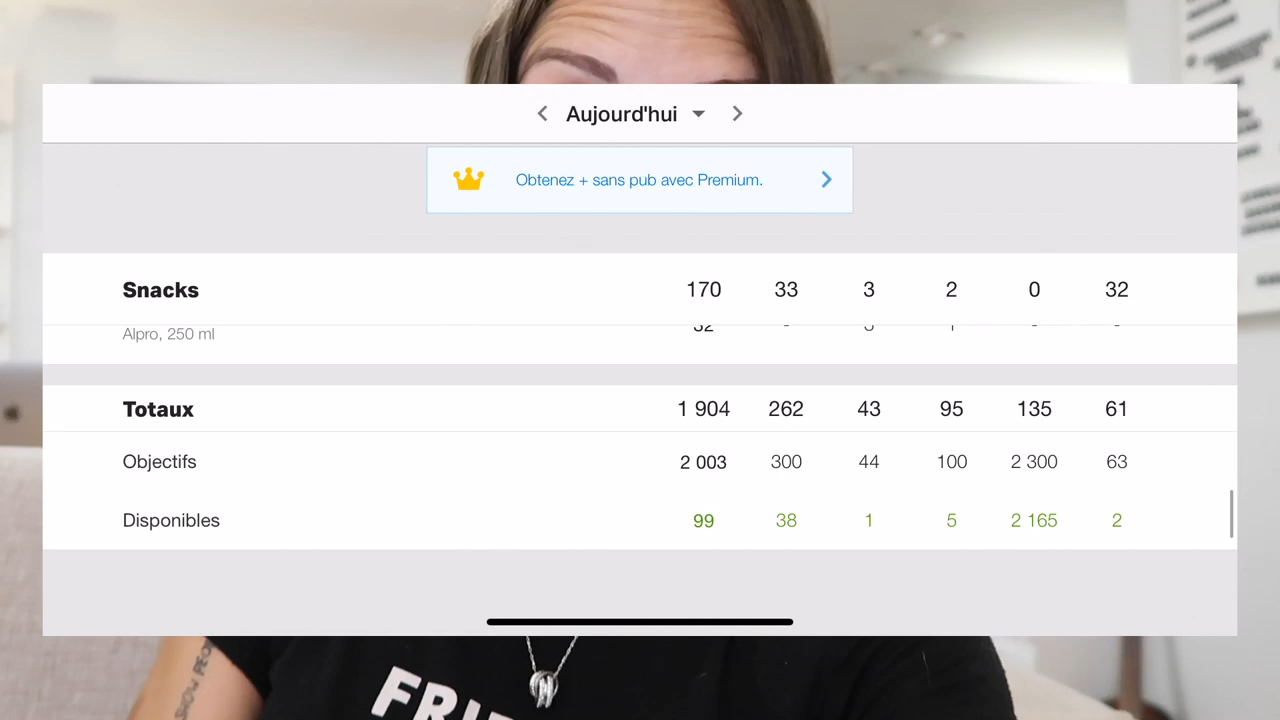 Aujourd'hui
Obtenez + sans pub avec Premium.
Snacks 170 33 3 2 0 32
Alpro, 250 ml
Totaux 1 904 262 43 95 135 61
Objectifs 2 003 300 44 100 2 300 63
Disponibles 99 38 1 5 2 165 2
SHOW